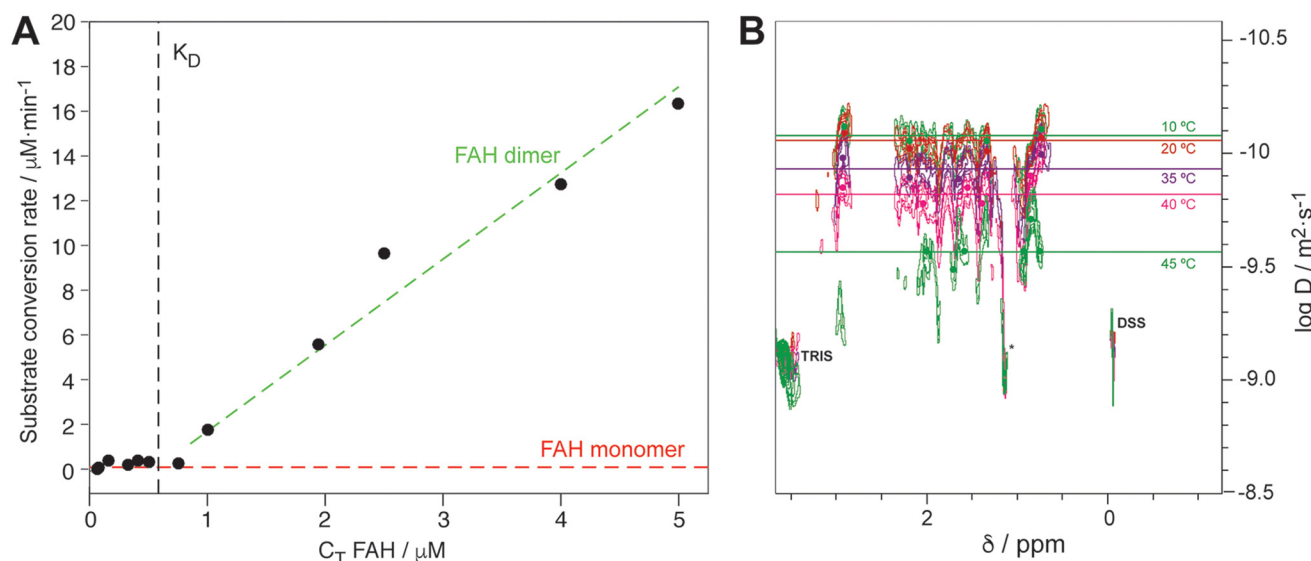 A
Substrate conversion rate / μM·min⁻¹
20
18
16
14
12
10
8
6
4
2
0
K_D
FAH dimer
FAH monomer
0
1
2
3
4
5
C_T FAH / μM
B
10 ºC
20 ºC
35 ºC
40 ºC
45 ºC
TRIS
*
DSS
2
0
δ / ppm
-10.5
-10
-9.5
-9.0
-8.5
log D / m²·s⁻¹